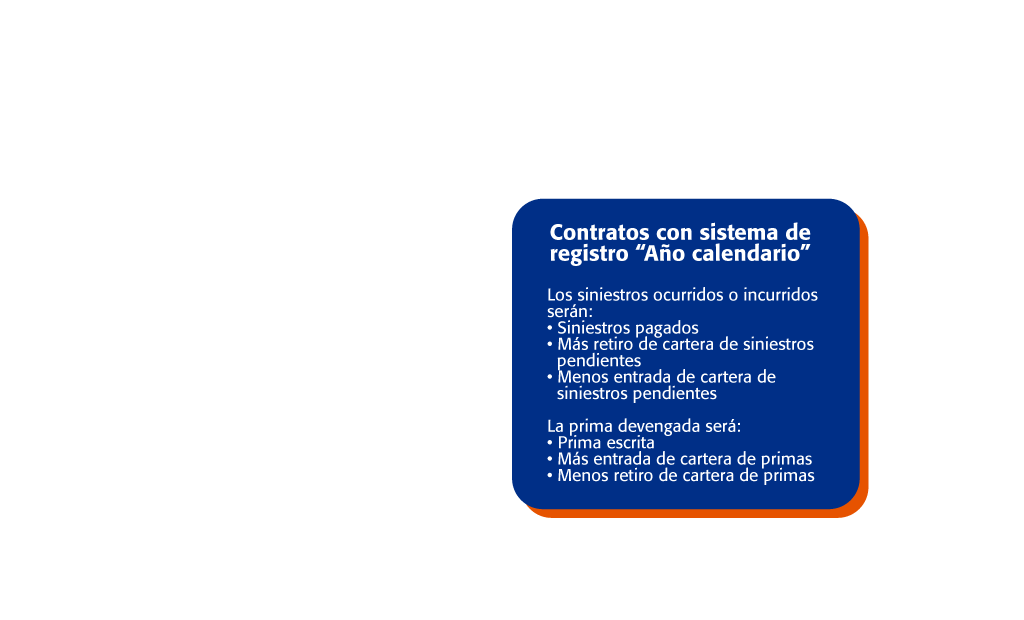 Contratos con sistema de
registro “Año calendario”
Los siniestros ocurridos o incurridos
serán:
• Siniestros pagados
• Más retiro de cartera de siniestros
pendientes
• Menos entrada de cartera de
siniestros pendientes
La prima devengada será:
• Prima escrita
• Más entrada de cartera de primas
• Menos retiro de cartera de primas